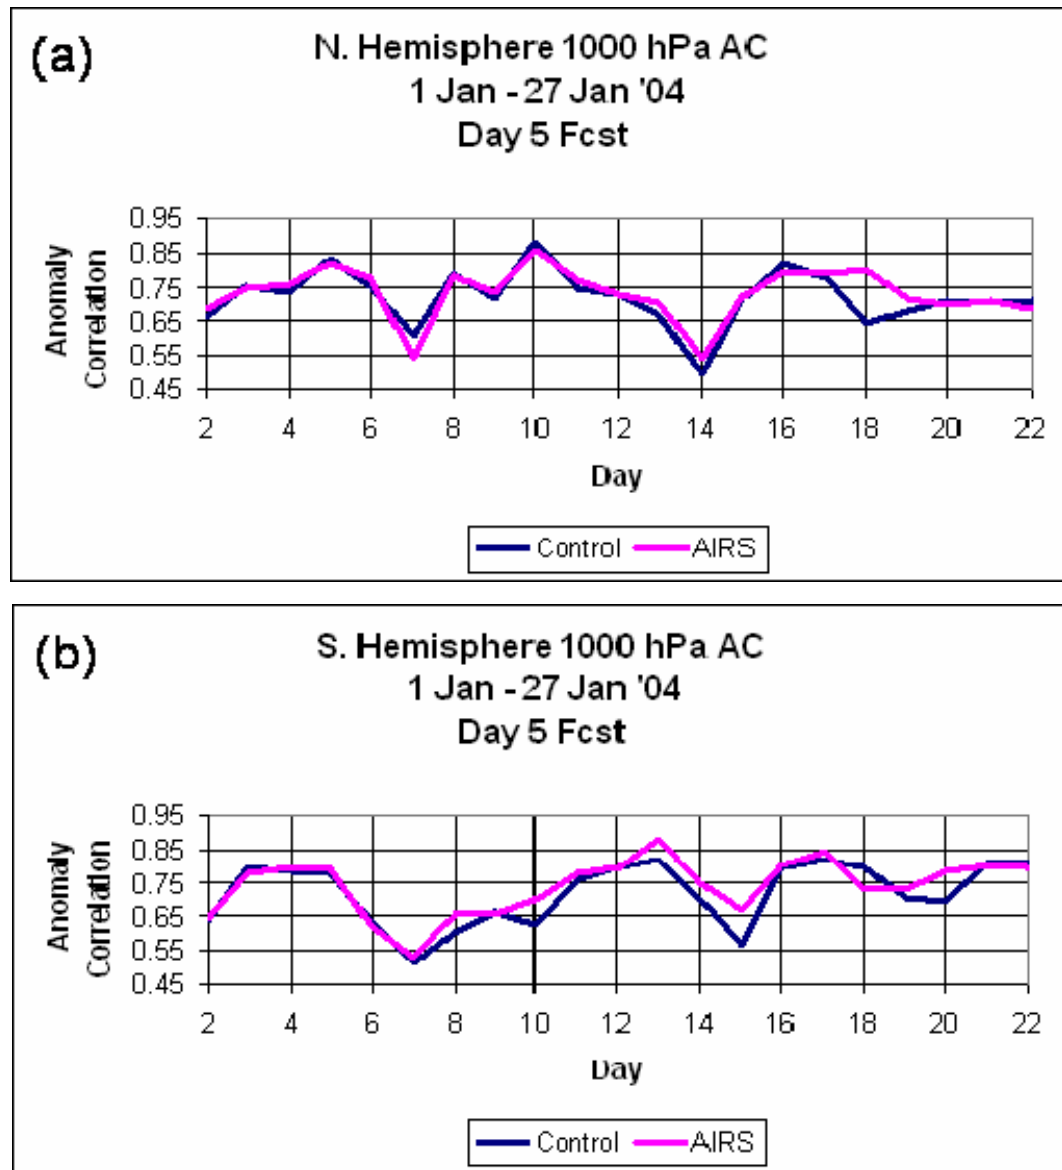 (a)
N. Hemisphere 1000 hPa AC
1 Jan - 27 Jan '04
Day 5 Fcst
Anomaly
Correlation
0.95
0.85
0.75
0.65
0.55
0.45
2 4 6 8 10 12 14 16 18 20 22
Day
Control AIRS
(b)
S. Hemisphere 1000 hPa AC
1 Jan - 27 Jan '04
Day 5 Fcst
Anomaly
Correlation
0.95
0.85
0.75
0.65
0.55
0.45
2 4 6 8 10 12 14 16 18 20 22
Day
Control AIRS